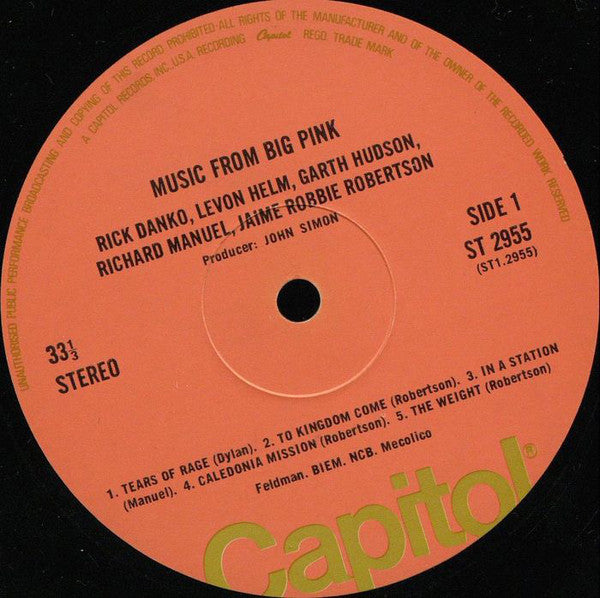 UNAUTHORISED PUBLIC PERFORMANCE BROADCASTING AND COPYING OF THIS RECORD PROHIBITED-ALL RIGHTS OF THE MANUFACTURER AND OF THE OWNER OF THE RECORDED WORK RESERVED
A CAPITOL RECORDS INC., U.S.A. RECORDING Capitol REGD. TRADE MARK
MUSIC FROM BIG PINK
RICK DANKO, LEVON HELM, GARTH HUDSON,
RICHARD MANUEL, JAIME ROBBIE ROBERTSON
Producer: JOHN SIMON
SIDE 1
ST 2955
(ST1.2955)
33⅓
STEREO
1. TEARS OF RAGE (Dylan). 2. TO KINGDOM COME (Robertson). 3. IN A STATION
(Manuel). 4. CALEDONIA MISSION (Robertson). 5. THE WEIGHT (Robertson)
Feldman. BIEM. NCB. Mecolico
Capitol®